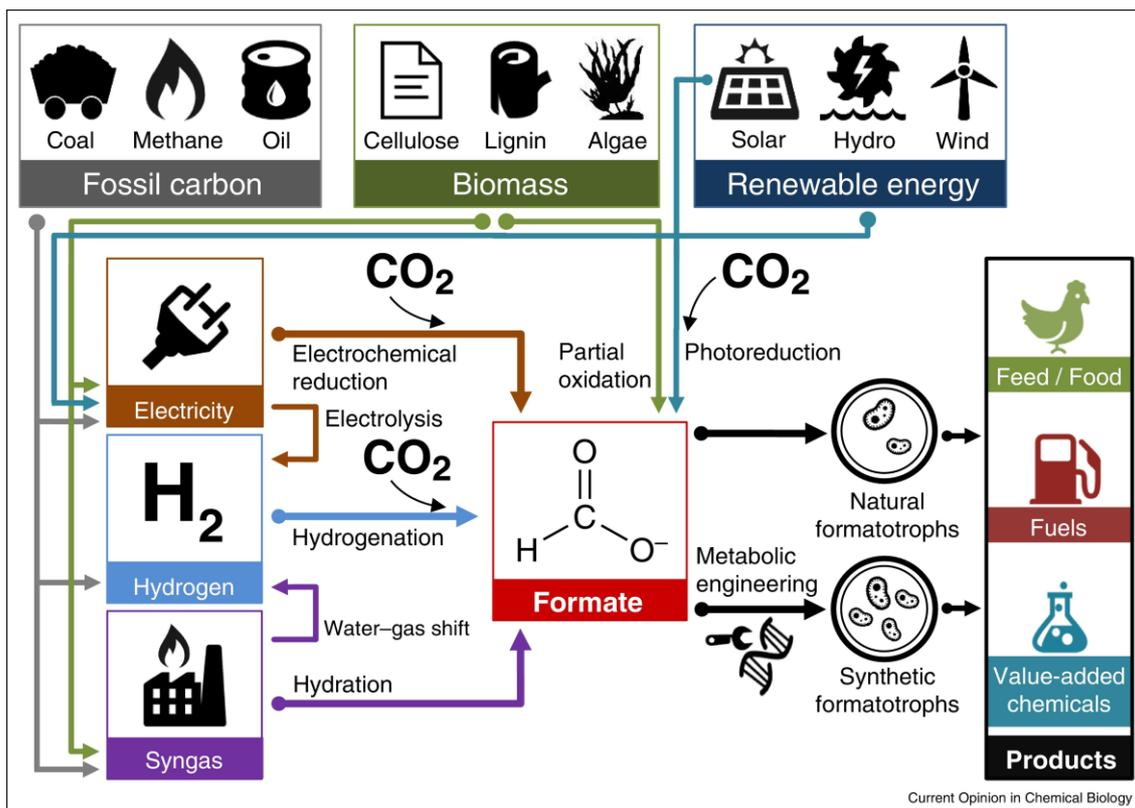 Coal
Methane
Oil
Fossil carbon
Cellulose
Lignin
Algae
Biomass
Solar
Hydro
Wind
Renewable energy
CO2
CO2
Electrochemical
reduction
Partial
oxidation
Photoreduction
Electricity
Electrolysis
CO2
H2
Hydrogenation
Hydrogen
Water–gas shift
Hydration
Syngas
O
C
H
O–
Formate
Natural
formatotrophs
Metabolic
engineering
Synthetic
formatotrophs
Feed / Food
Fuels
Value-added
chemicals
Products
Current Opinion in Chemical Biology